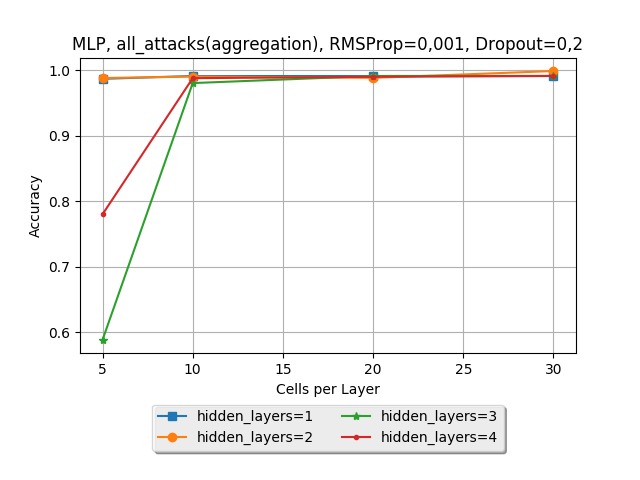 MLP, all_attacks(aggregation), RMSProp=0,001, Dropout=0,2
1.0
0.9
0.8
0.7
0.6
Accuracy
5 10 15 20 25 30
Cells per Layer
hidden_layers=1 hidden_layers=3
hidden_layers=2 hidden_layers=4